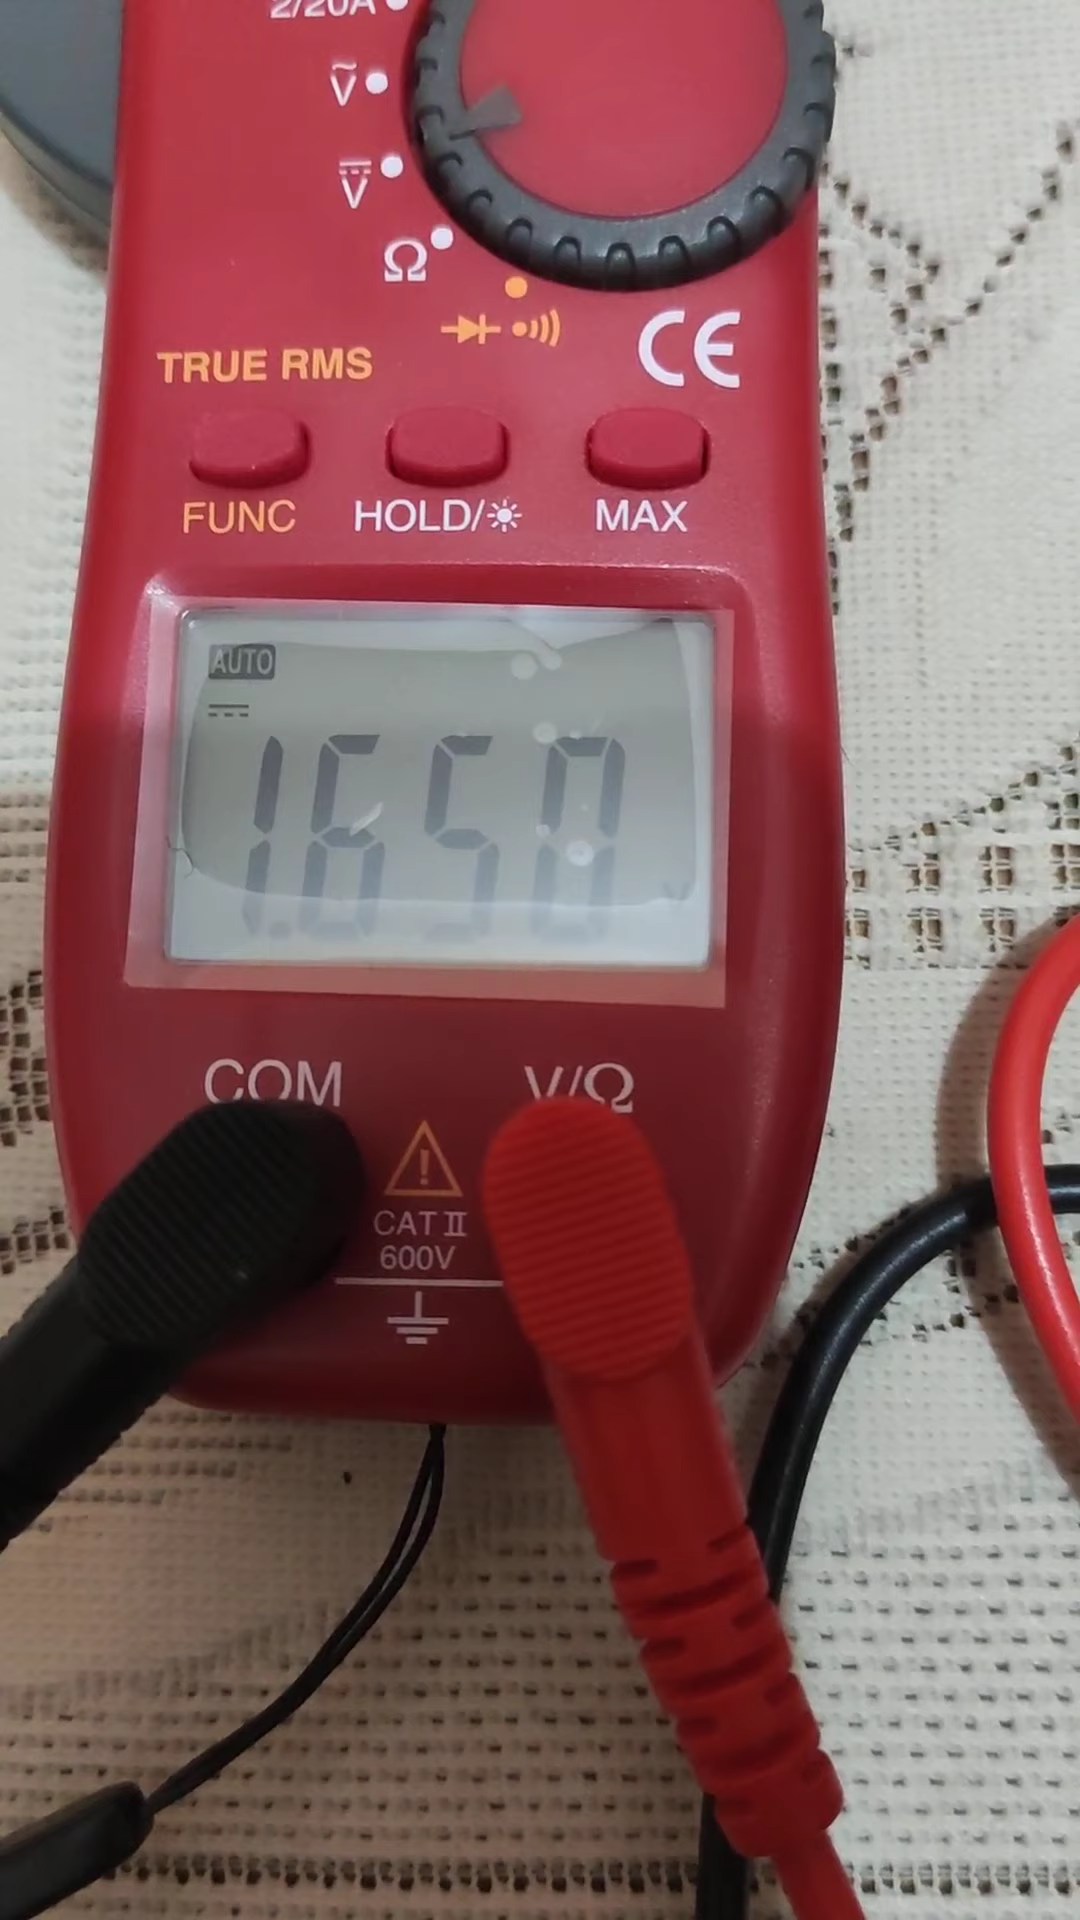 2/20A
V
V
Ω
CE
TRUE RMS
FUNC HOLD/ MAX
AUTO
1.650
V
COM V/Ω
!
CAT II
600V